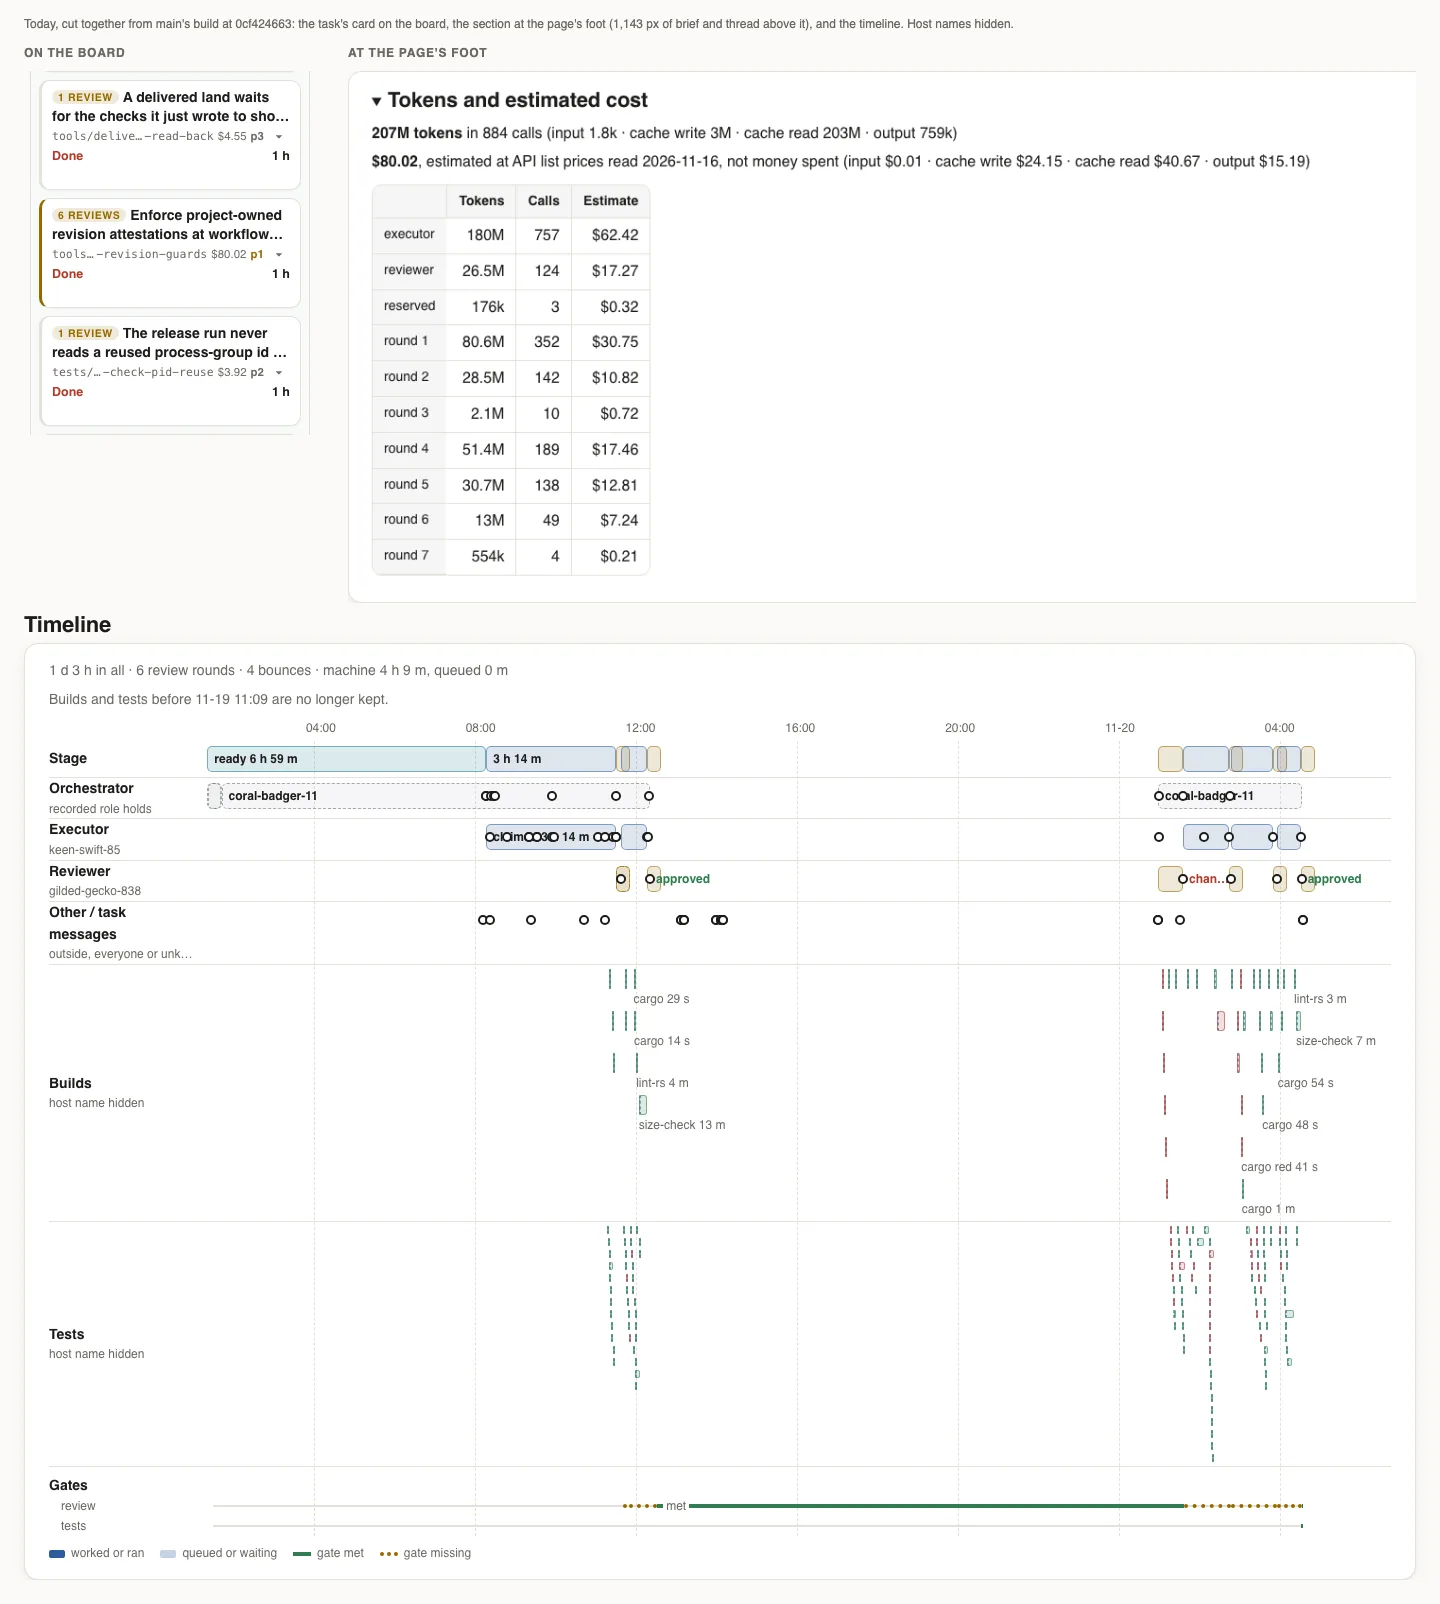 Today, cut together from main's build at 0cf424663: the task's card on the board, the section at the page's foot (1,143 px of brief and thread above it), and the timeline. Host names hidden.
ON THE BOARD
1 REVIEW A delivered land waits
for the checks it just wrote to sho…
tools/delive…-read-back $4.55 p3
Done 1 h
6 REVIEWS Enforce project-owned
revision attestations at workflow…
tools…-revision-guards $80.02 p1
Done 1 h
1 REVIEW The release run never
reads a reused process-group id …
tests/…-check-pid-reuse $3.92 p2
Done 1 h
AT THE PAGE'S FOOT
Tokens and estimated cost
207M tokens in 884 calls (input 1.8k · cache write 3M · cache read 203M · output 759k)
$80.02, estimated at API list prices read 2026-11-16, not money spent (input $0.01 · cache write $24.15 · cache read $40.67 · output $15.19)
Tokens Calls Estimate
executor 180M 757 $62.42
reviewer 26.5M 124 $17.27
reserved 176k 3 $0.32
round 1 80.6M 352 $30.75
round 2 28.5M 142 $10.82
round 3 2.1M 10 $0.72
round 4 51.4M 189 $17.46
round 5 30.7M 138 $12.81
round 6 13M 49 $7.24
round 7 554k 4 $0.21
Timeline
1 d 3 h in all · 6 review rounds · 4 bounces · machine 4 h 9 m, queued 0 m
Builds and tests before 11-19 11:09 are no longer kept.
04:00 08:00 12:00 16:00 20:00 11-20 04:00
Stage ready 6 h 59 m 3 h 14 m
Orchestrator coral-badger-11
recorded role holds
Executor 14 m
keen-swift-85
Reviewer approved chan… approved
gilded-gecko-838
Other / task
messages
outside, everyone or unk…
cargo 29 s lint-rs 3 m
cargo 14 s size-check 7 m
Builds lint-rs 4 m cargo 54 s
host name hidden
size-check 13 m cargo 48 s
cargo red 41 s
cargo 1 m
Tests
host name hidden
Gates
review met
tests
worked or ran queued or waiting gate met gate missing